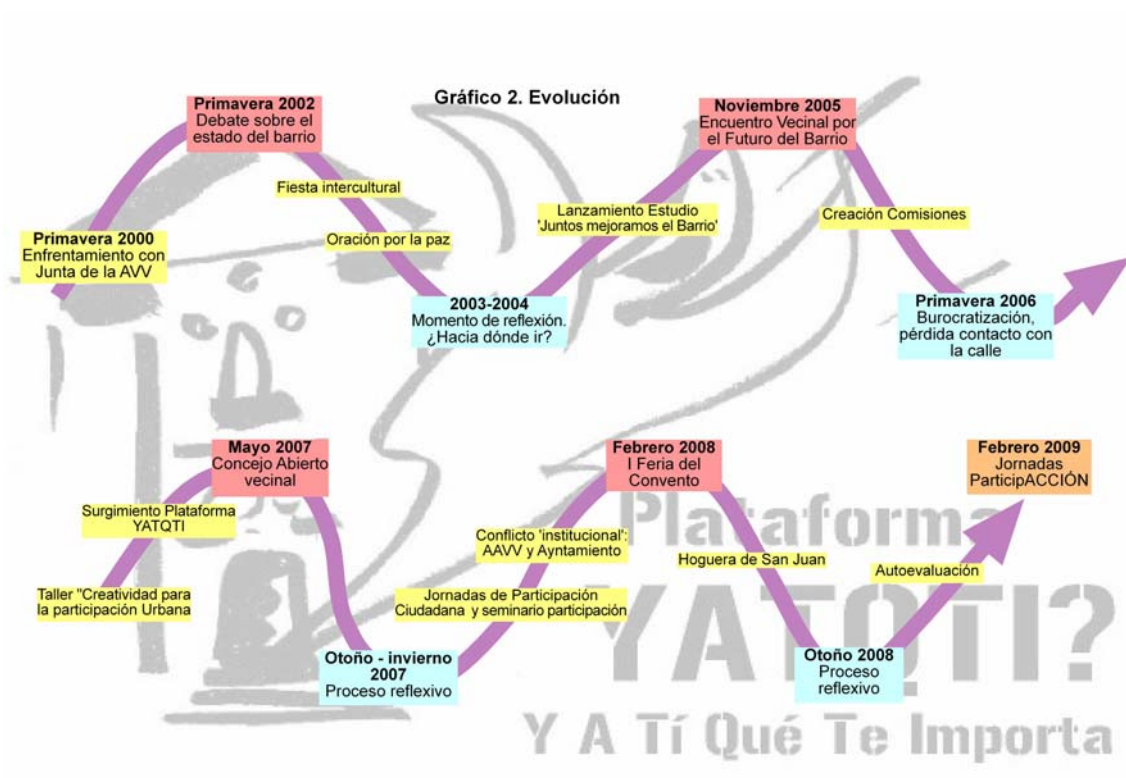 Gráfico 2. Evolución
Primavera 2000
Enfrentamiento con
Junta de la AVV
Primavera 2002
Debate sobre el
estado del barrio
Fiesta intercultural
Oración por la paz
2003-2004
Momento de reflexión.
¿Hacia dónde ir?
Lanzamiento Estudio
'Juntos mejoramos el Barrio'
Noviembre 2005
Encuentro Vecinal por
el Futuro del Barrio
Creación Comisiones
Primavera 2006
Burocratización,
pérdida contacto con
la calle
Taller "Creatividad para
la participación Urbana
Surgimiento Plataforma
YATQTI
Mayo 2007
Concejo Abierto
vecinal
Otoño - invierno
2007
Proceso reflexivo
Jornadas de Participación
Ciudadana y seminario participación
Conflicto 'institucional':
AAVV y Ayntamiento
Febrero 2008
I Feria del
Convento
Hoguera de San Juan
Otoño 2008
Proceso
reflexivo
Autoevaluación
Febrero 2009
Jornadas
ParticipACCIÓN
Plataforma
YATQTI?
Y A Tí Qué Te Importa